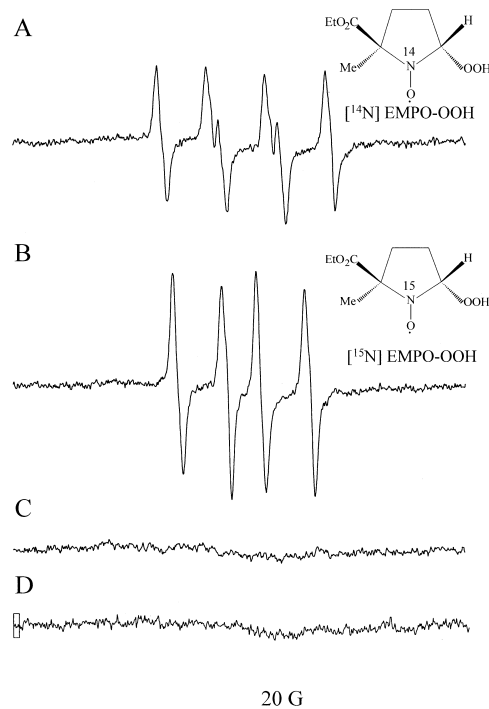 A
EtO₂C
H
14
Me
N
OOH
O
[¹⁴N] EMPO-OOH
B
EtO₂C
H
15
Me
N
OOH
O
[¹⁵N] EMPO-OOH
C
D
20 G